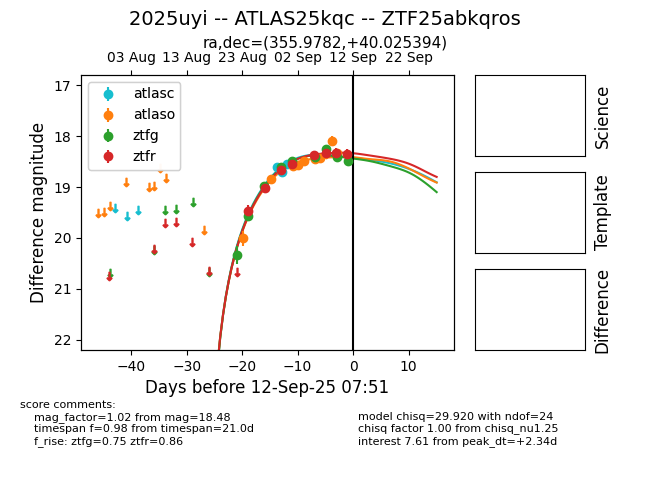 2025uyi -- ATLAS25kqc -- ZTF25abkqros
ra,dec=(355.9782,+40.025394)
03 Aug 13 Aug 23 Aug 02 Sep 12 Sep 22 Sep
atlasc
atlaso
ztfg
ztfr
17
18
19
20
21
22
Difference magnitude
−40 −30 −20 −10 0 10
Days before 12-Sep-25 07:51
Science
Template
Difference
score comments:
mag_factor=1.02 from mag=18.48
timespan f=0.98 from timespan=21.0d
f_rise: ztfg=0.75 ztfr=0.86
model chisq=29.920 with ndof=24
chisq factor 1.00 from chisq_nu1.25
interest 7.61 from peak_dt=+2.34d